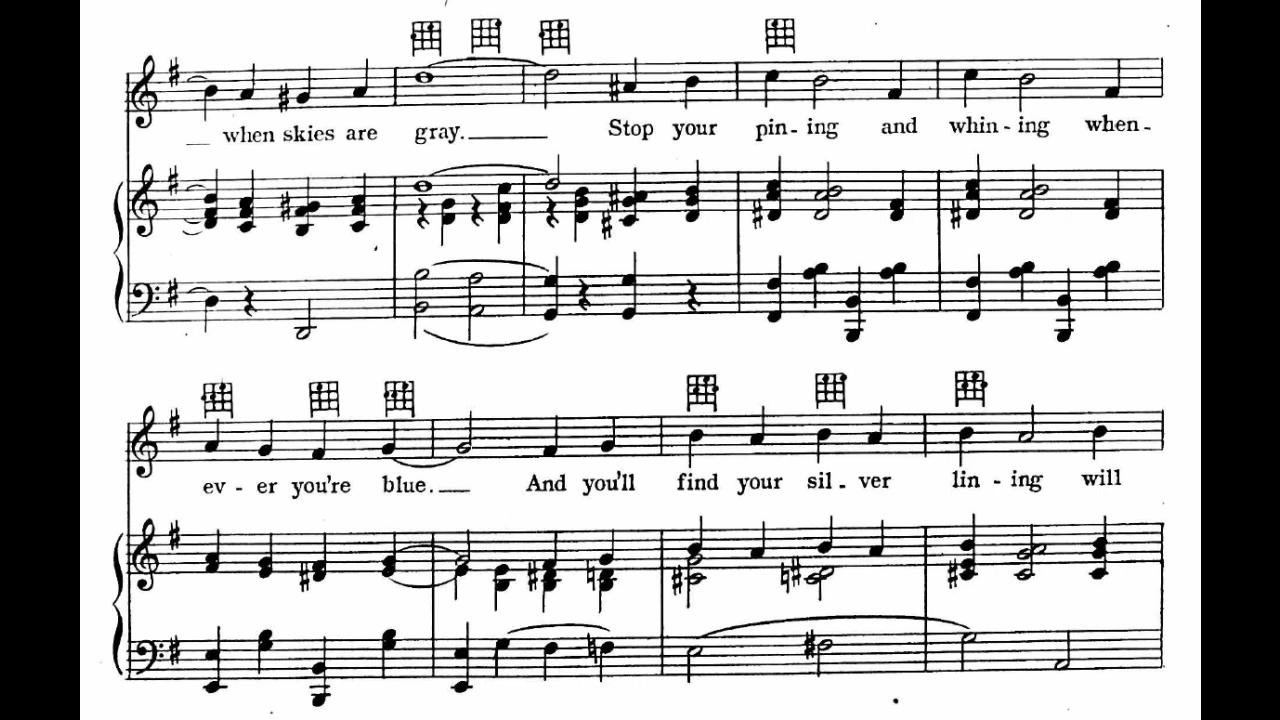 when skies are gray. Stop your pin - ing and whin - ing when -
ev - er you're blue. And you'll find your sil - ver lin - ing will